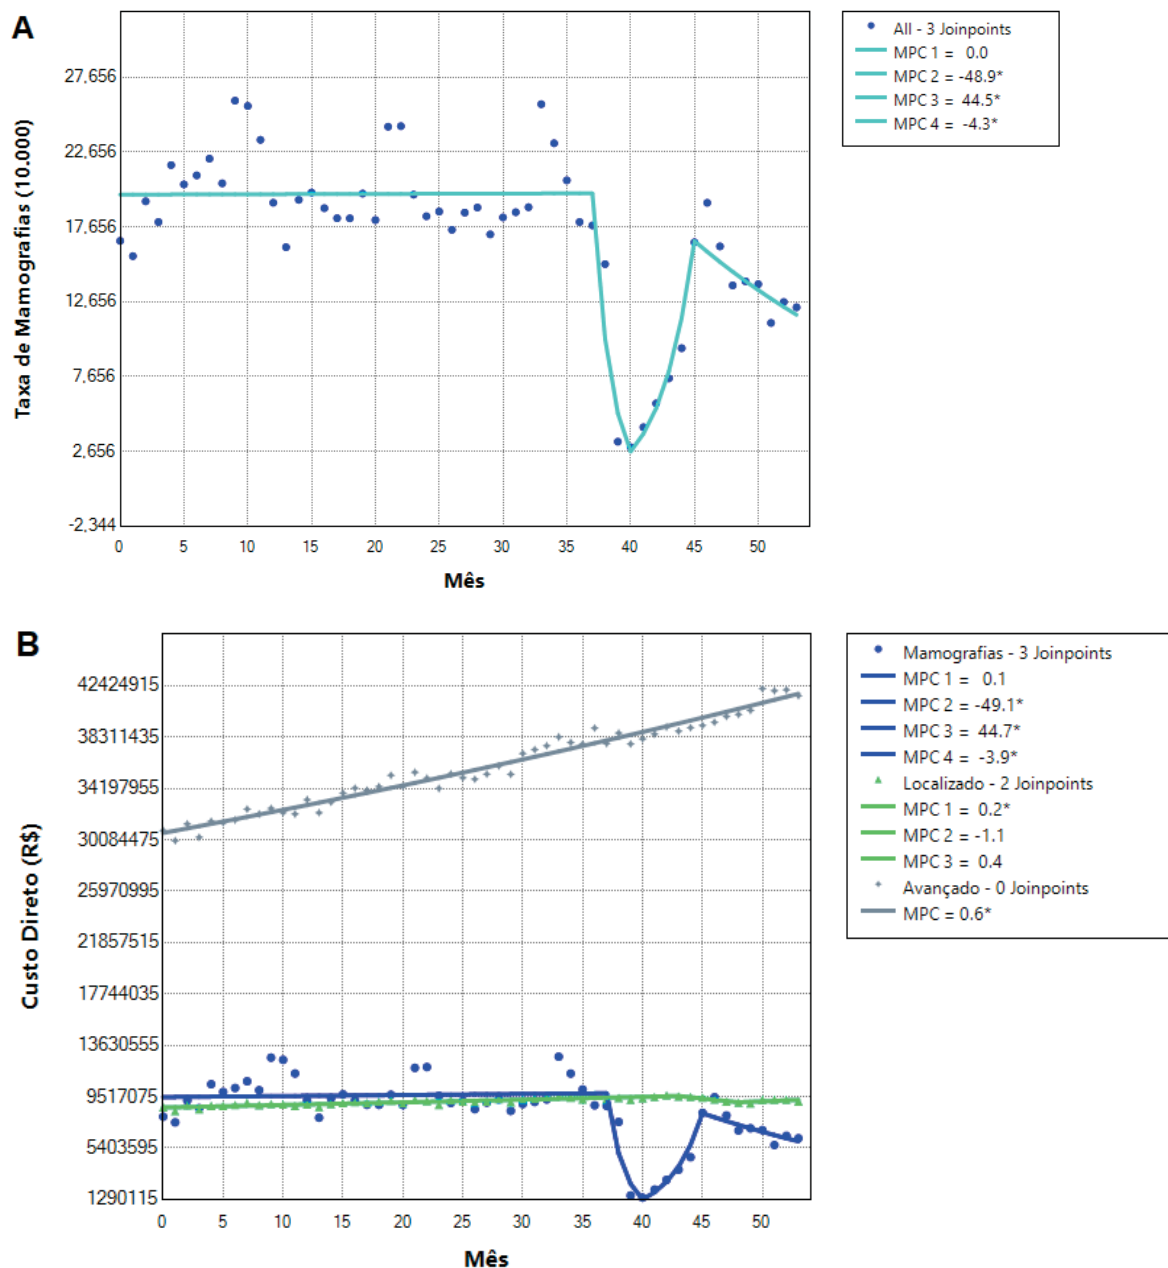 A
Taxa de Mamografias (10.000)
27,656
22,656
17,656
12,656
7,656
2,656
-2,344
0 5 10 15 20 25 30 35 40 45 50
Mês
All - 3 Joinpoints
MPC 1 = 0.0
MPC 2 = -48.9*
MPC 3 = 44.5*
MPC 4 = -4.3*
B
Custo Direto (R$)
42424915
38311435
34197955
30084475
25970995
21857515
17744035
13630555
9517075
5403595
1290115
0 5 10 15 20 25 30 35 40 45 50
Mês
Mamografias - 3 Joinpoints
MPC 1 = 0.1
MPC 2 = -49.1*
MPC 3 = 44.7*
MPC 4 = -3.9*
Localizado - 2 Joinpoints
MPC 1 = 0.2*
MPC 2 = -1.1
MPC 3 = 0.4
Avançado - 0 Joinpoints
MPC = 0.6*